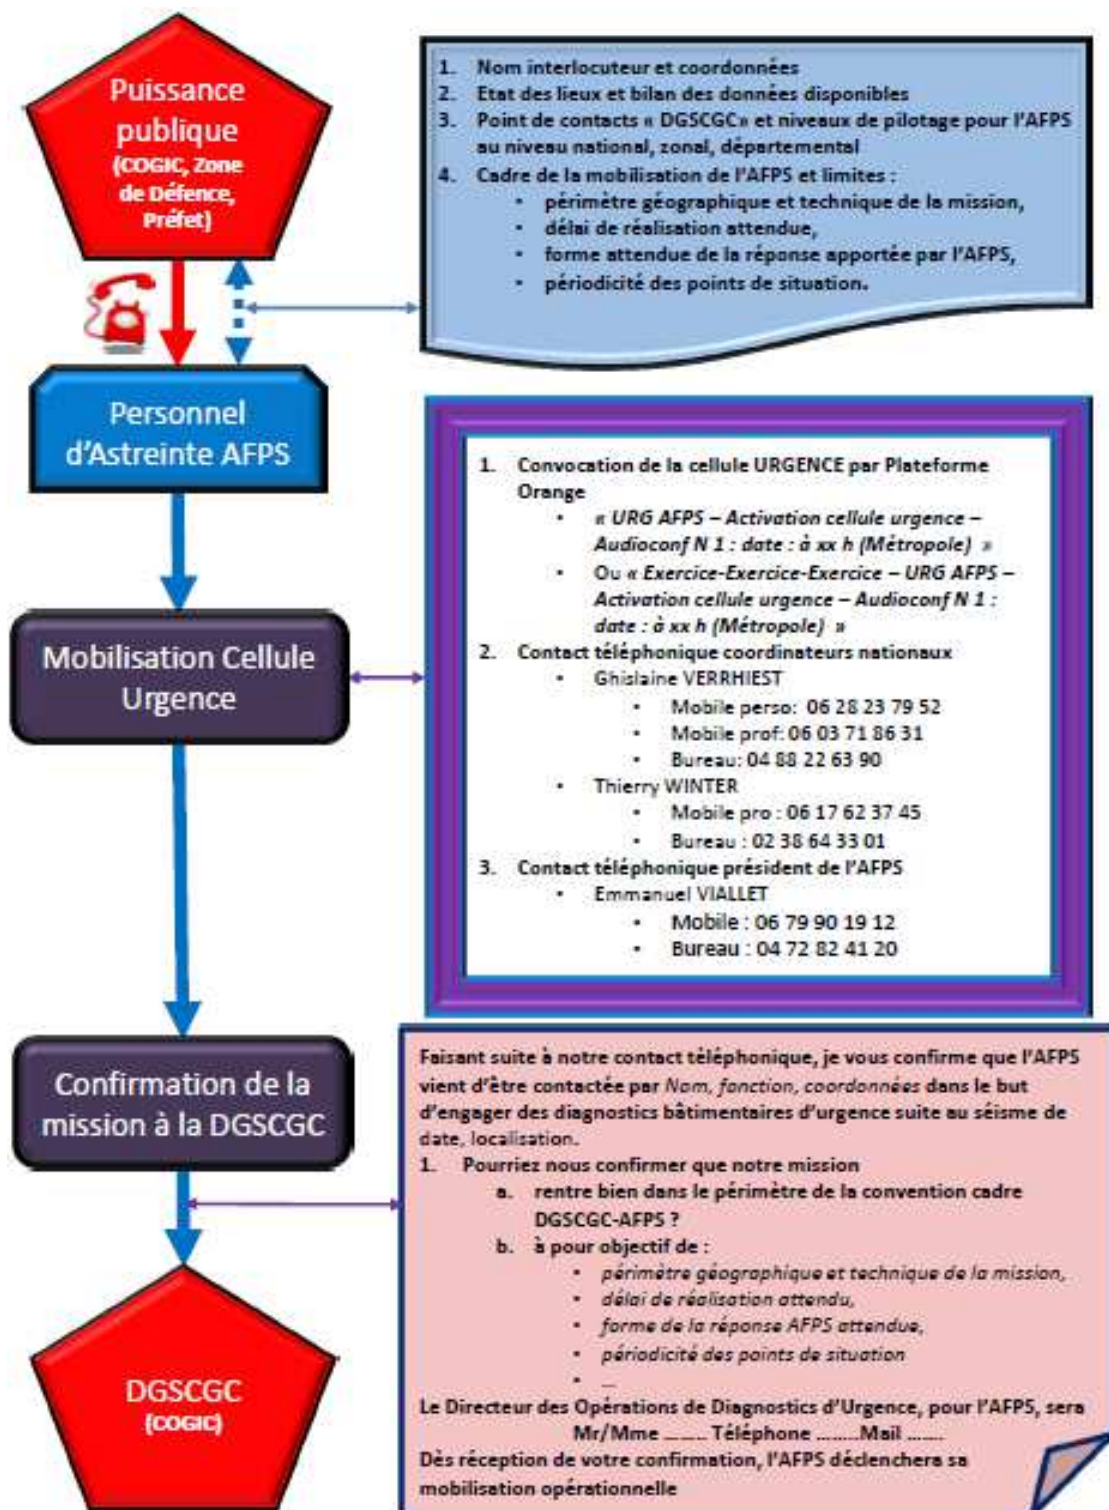 Puissance
publique
(COGIC, Zone
de Défence,
Préfet)
1. Nom interlocuteur et coordonnées
2. Etat des lieux et bilan des données disponibles
3. Point de contacts « DGSCGC» et niveaux de pilotage pour l'AFPS
au niveau national, zonal, départemental
4. Cadre de la mobilisation de l'AFPS et limites :
• périmètre géographique et technique de la mission,
• délai de réalisation attendue,
• forme attendue de la réponse apportée par l'AFPS,
• périodicité des points de situation.
Personnel
d'Astreinte AFPS
Mobilisation Cellule
Urgence
1. Convocation de la cellule URGENCE par Plateforme
Orange
• « URG AFPS – Activation cellule urgence –
Audioconf N 1 : date : à xx h (Métropole) »
• Ou « Exercice-Exercice-Exercice – URG AFPS –
Activation cellule urgence – Audioconf N 1 :
date : à xx h (Métropole) »
2. Contact téléphonique coordinateurs nationaux
• Ghislaine VERRHIEST
• Mobile perso: 06 28 23 79 52
• Mobile prof: 06 03 71 86 31
• Bureau: 04 88 22 63 90
• Thierry WINTER
• Mobile pro : 06 17 62 37 45
• Bureau : 02 38 64 33 01
3. Contact téléphonique président de l'AFPS
• Emmanuel VIALLET
• Mobile : 06 79 90 19 12
• Bureau : 04 72 82 41 20
Confirmation de la
mission à la DGSCGC
Faisant suite à notre contact téléphonique, je vous confirme que l'AFPS
vient d'être contactée par Nom, fonction, coordonnées dans le but
d'engager des diagnostics bâtimentaires d'urgence suite au séisme de
date, localisation.
1. Pourriez nous confirmer que notre mission
a. rentre bien dans le périmètre de la convention cadre
DGSCGC-AFPS ?
b. à pour objectif de :
• périmètre géographique et technique de la mission,
• délai de réalisation attendu,
• forme de la réponse AFPS attendue,
• périodicité des points de situation
• ...
Le Directeur des Opérations de Diagnostics d'Urgence, pour l'AFPS, sera
Mr/Mme ........ Téléphone ........Mail .......
Dès réception de votre confirmation, l'AFPS déclenchera sa
mobilisation opérationnelle
DGSCGC
(COGIC)